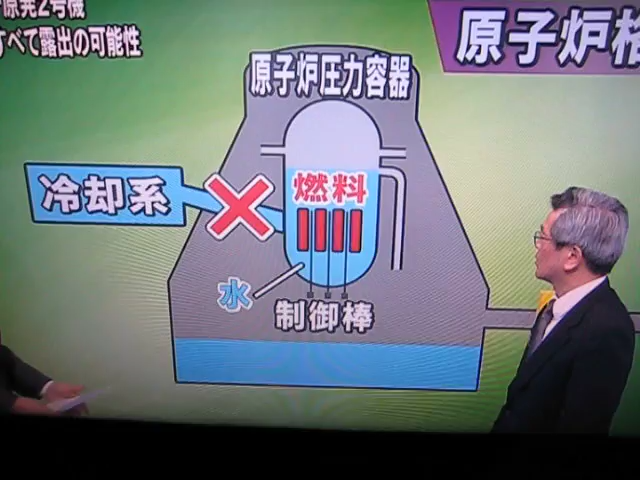 原発2号機
すべて露出の可能性
原子炉格
原子炉圧力容器
冷却系
燃料
水
制御棒